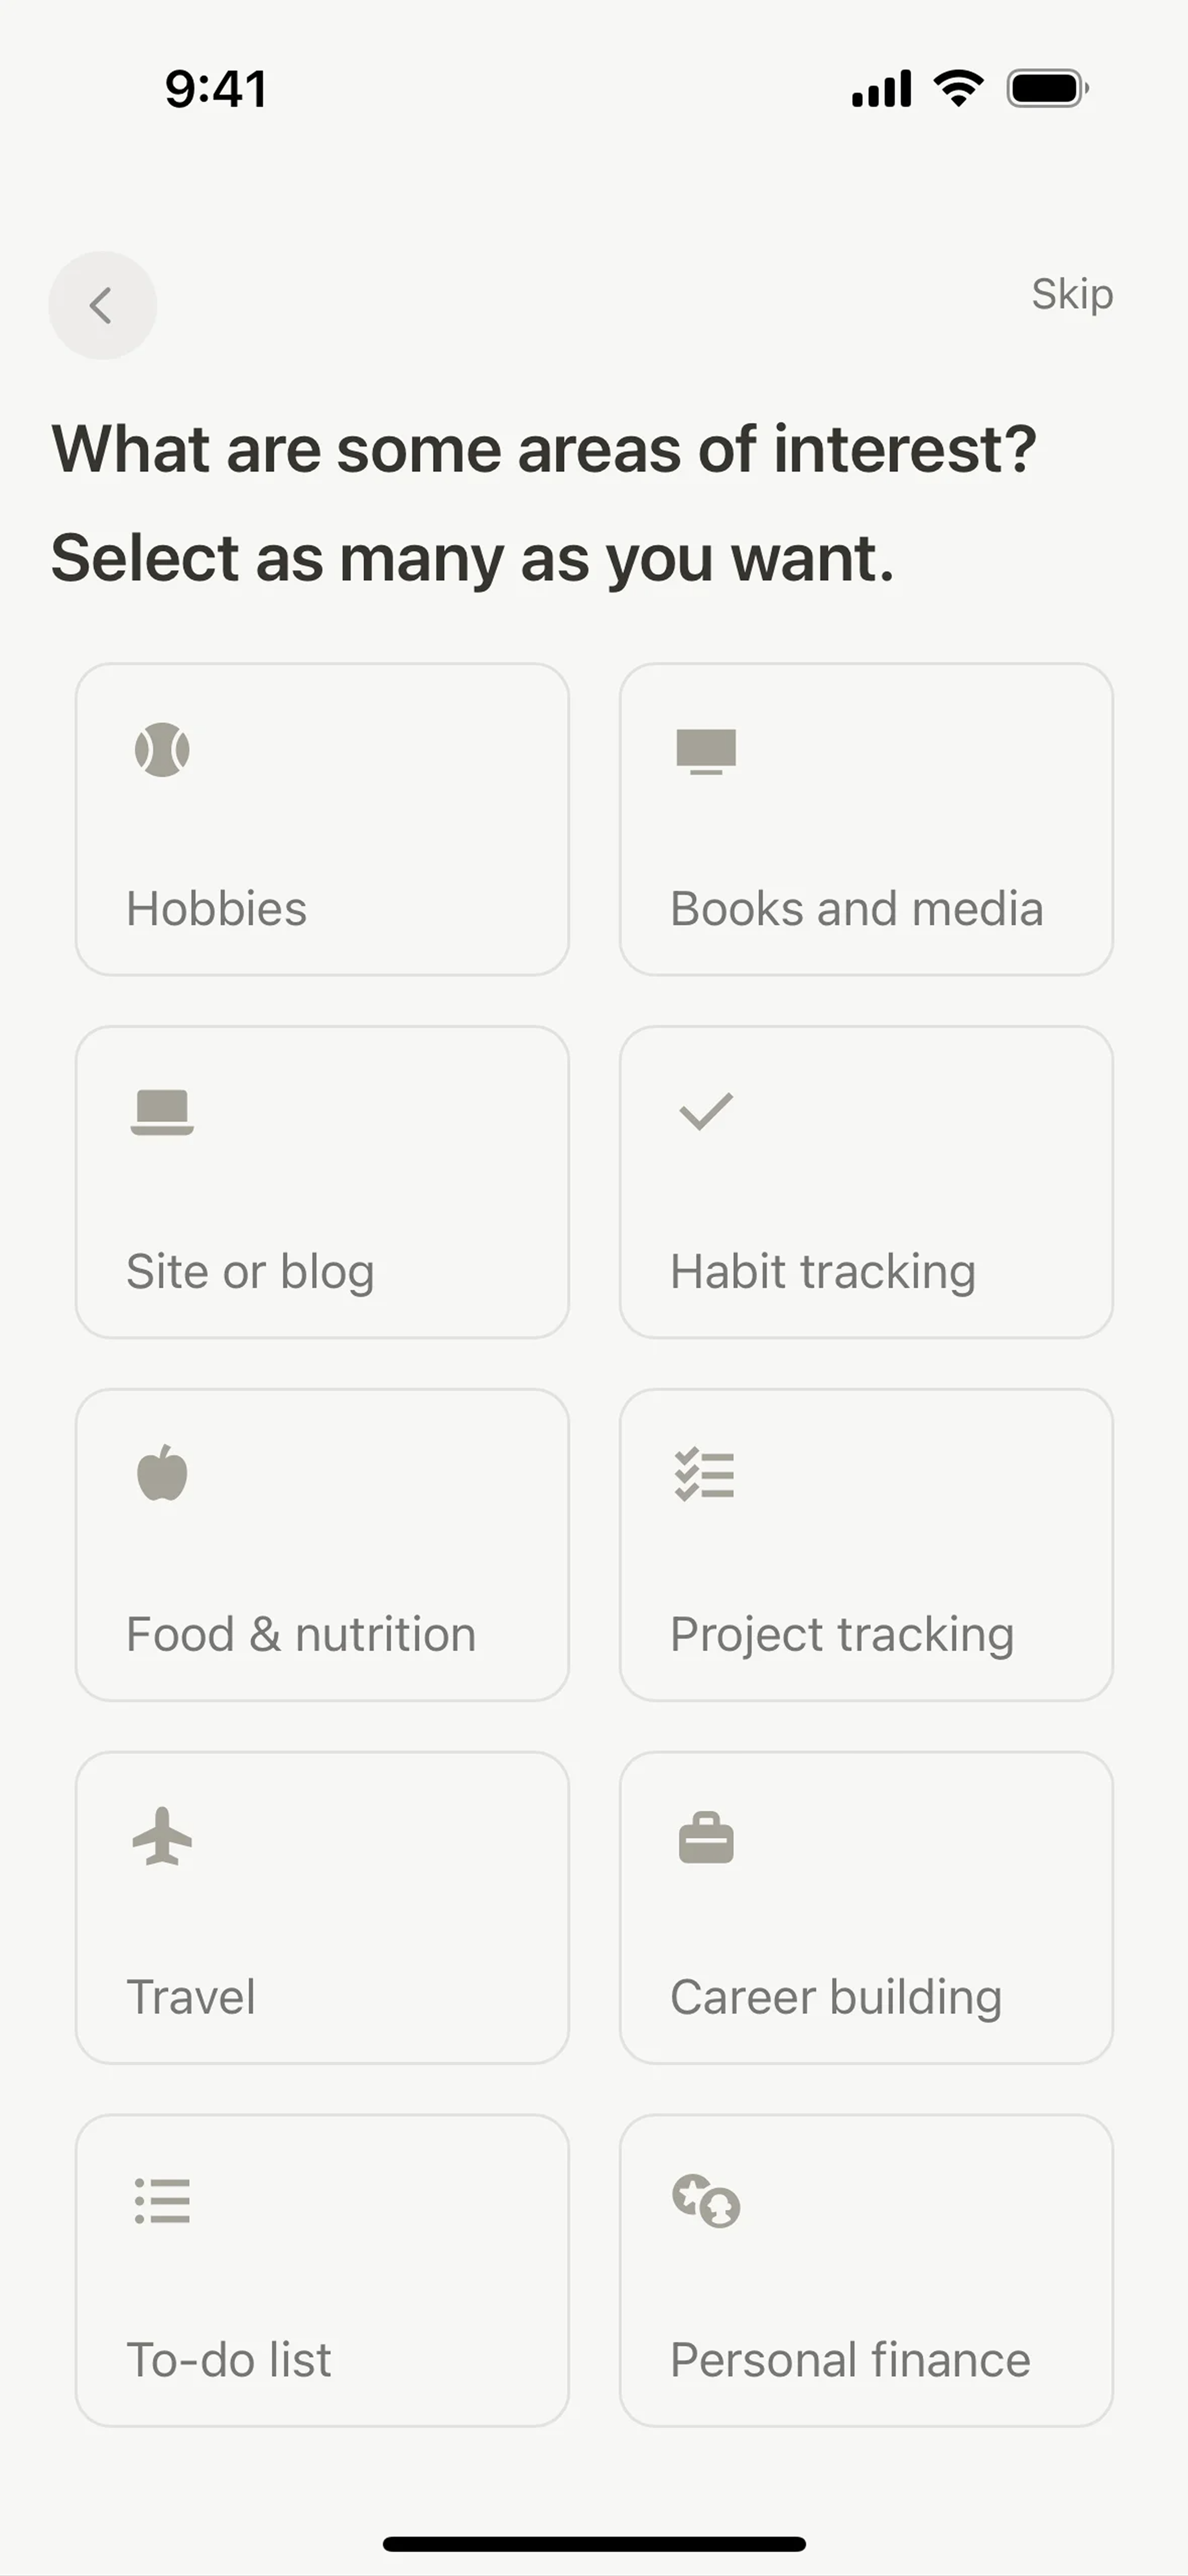 9:41
Skip
What are some areas of interest?
Select as many as you want.
Hobbies
Books and media
Site or blog
Habit tracking
Food & nutrition
Project tracking
Travel
Career building
To-do list
Personal finance